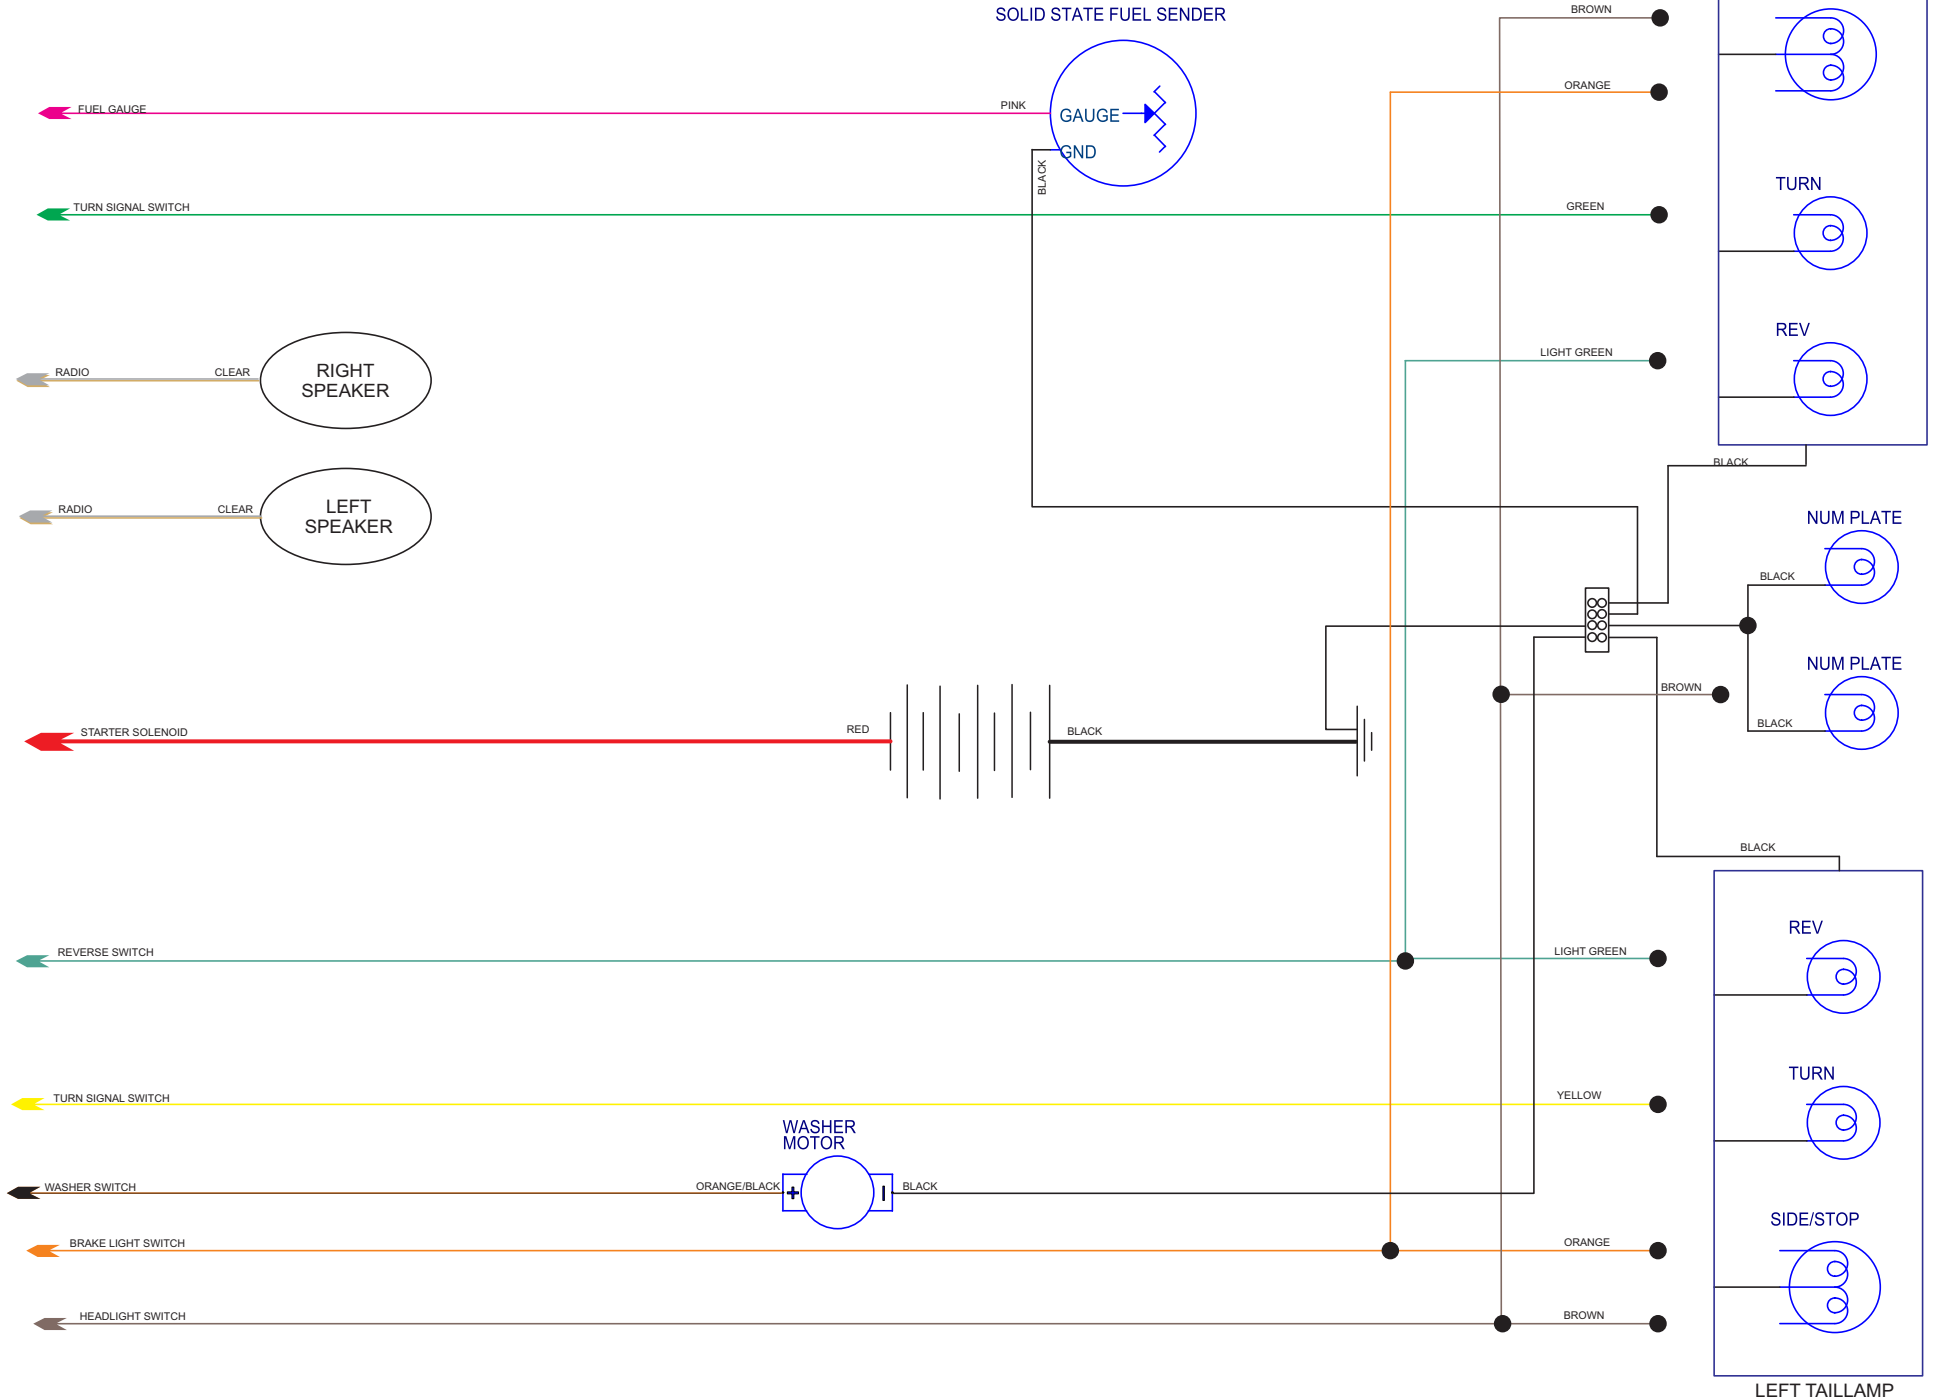 SOLID STATE FUEL SENDER
BROWN
ORANGE
FUEL GAUGE
PINK
GAUGE
GND
BLACK
TURN
TURN SIGNAL SWITCH
GREEN
REV
LIGHT GREEN
RADIO
CLEAR
RIGHT
SPEAKER
BLACK
RADIO
CLEAR
LEFT
SPEAKER
NUM PLATE
BLACK
NUM PLATE
BROWN
BLACK
STARTER SOLENOID
RED
BLACK
BLACK
REV
REVERSE SWITCH
LIGHT GREEN
TURN
TURN SIGNAL SWITCH
YELLOW
WASHER
MOTOR
WASHER SWITCH
ORANGE/BLACK
+
BLACK
SIDE/STOP
BRAKE LIGHT SWITCH
ORANGE
HEADLIGHT SWITCH
BROWN
LEFT TAILLAMP